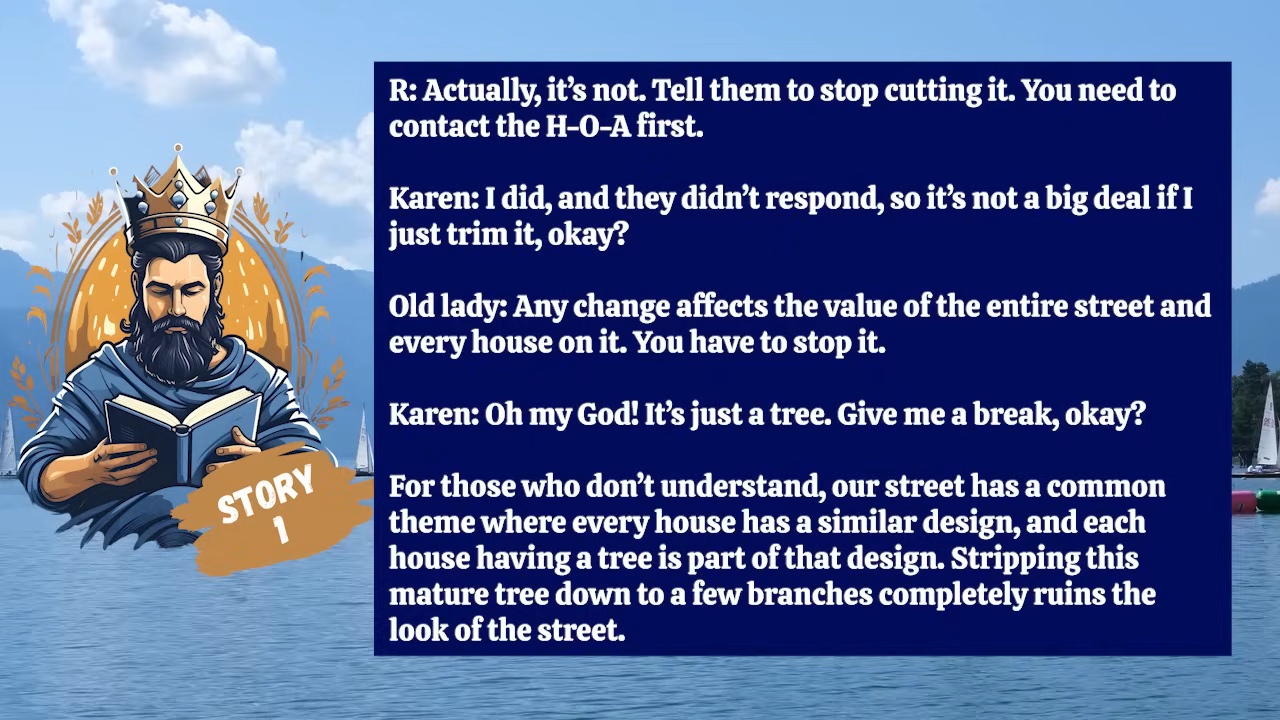 R: Actually, it’s not. Tell them to stop cutting it. You need to
contact the H-O-A first.
Karen: I did, and they didn’t respond, so it’s not a big deal if I
just trim it, okay?
Old lady: Any change affects the value of the entire street and
every house on it. You have to stop it.
Karen: Oh my God! It’s just a tree. Give me a break, okay?
For those who don’t understand, our street has a common
theme where every house has a similar design, and each
house having a tree is part of that design. Stripping this
mature tree down to a few branches completely ruins the
look of the street.
STORY
1